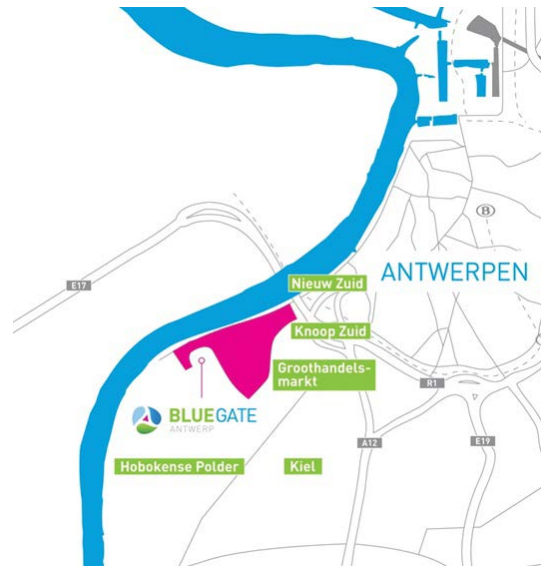 B
ANTWERPEN
Nieuw Zuid
E17
Knoop Zuid
Groothandels-
markt
R1
BLUEGATE
ANTWERP
A12
E19
Hobokense Polder
Kiel